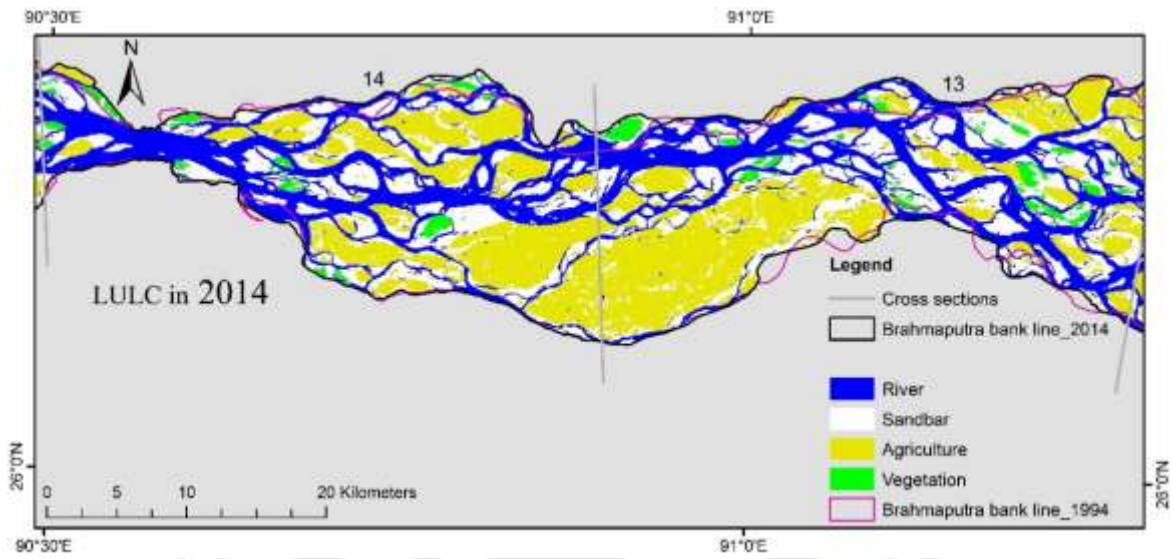 90°30'E
91°0'E
N
14
13
LULC in 2014
Legend
Cross sections
Brahmaputra bank line_2014
River
Sandbar
Agriculture
Vegetation
Brahmaputra bank line_1994
26°0'N
26°0'N
0 5 10 20 Kilometers
90°30'E
91°0'E